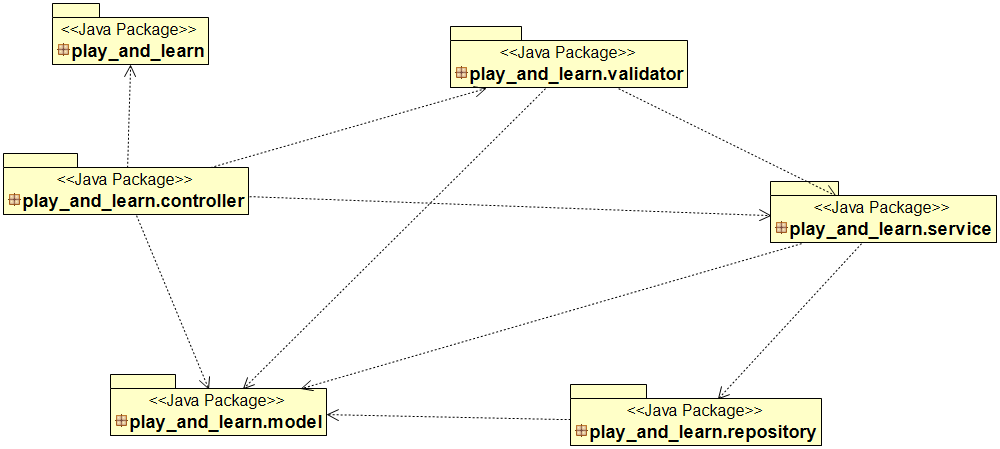 <<Java Package>>
play_and_learn
<<Java Package>>
play_and_learn.validator
<<Java Package>>
play_and_learn.controller
<<Java Package>>
play_and_learn.service
<<Java Package>>
play_and_learn.model
<<Java Package>>
play_and_learn.repository